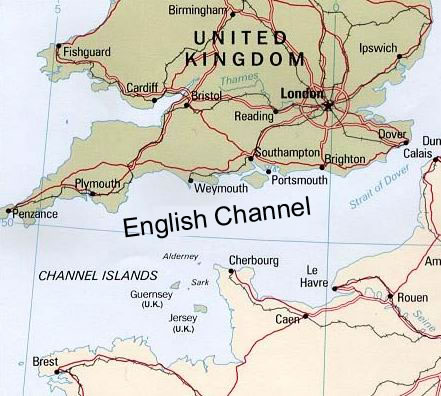 Birmingham
UNITED
KINGDOM
Fishguard
Ipswich
Thames
Cardiff
London
Bristol
Reading
Dover
Calais
Dun
Southampton
Brighton
Portsmouth
Plymouth
Weymouth
Strait of Dover
Penzance
50
English Channel
Alderney
Cherbourg
CHANNEL ISLANDS
Sark
Guernsey
(U.K.)
Le
Havre
Am
Rouen
Jersey
(U.K.)
Caen
Seine
Brest
0